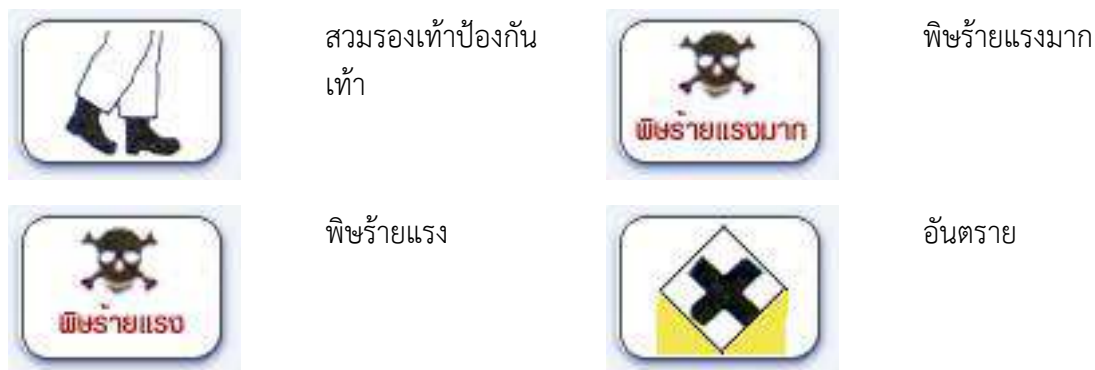 สวมรองเท้าป้องกัน
เท้า
พิษร้ายแรงมาก
พิษร้ายแรงมาก
พิษร้ายแรง
พิษร้ายแรง
อันตราย